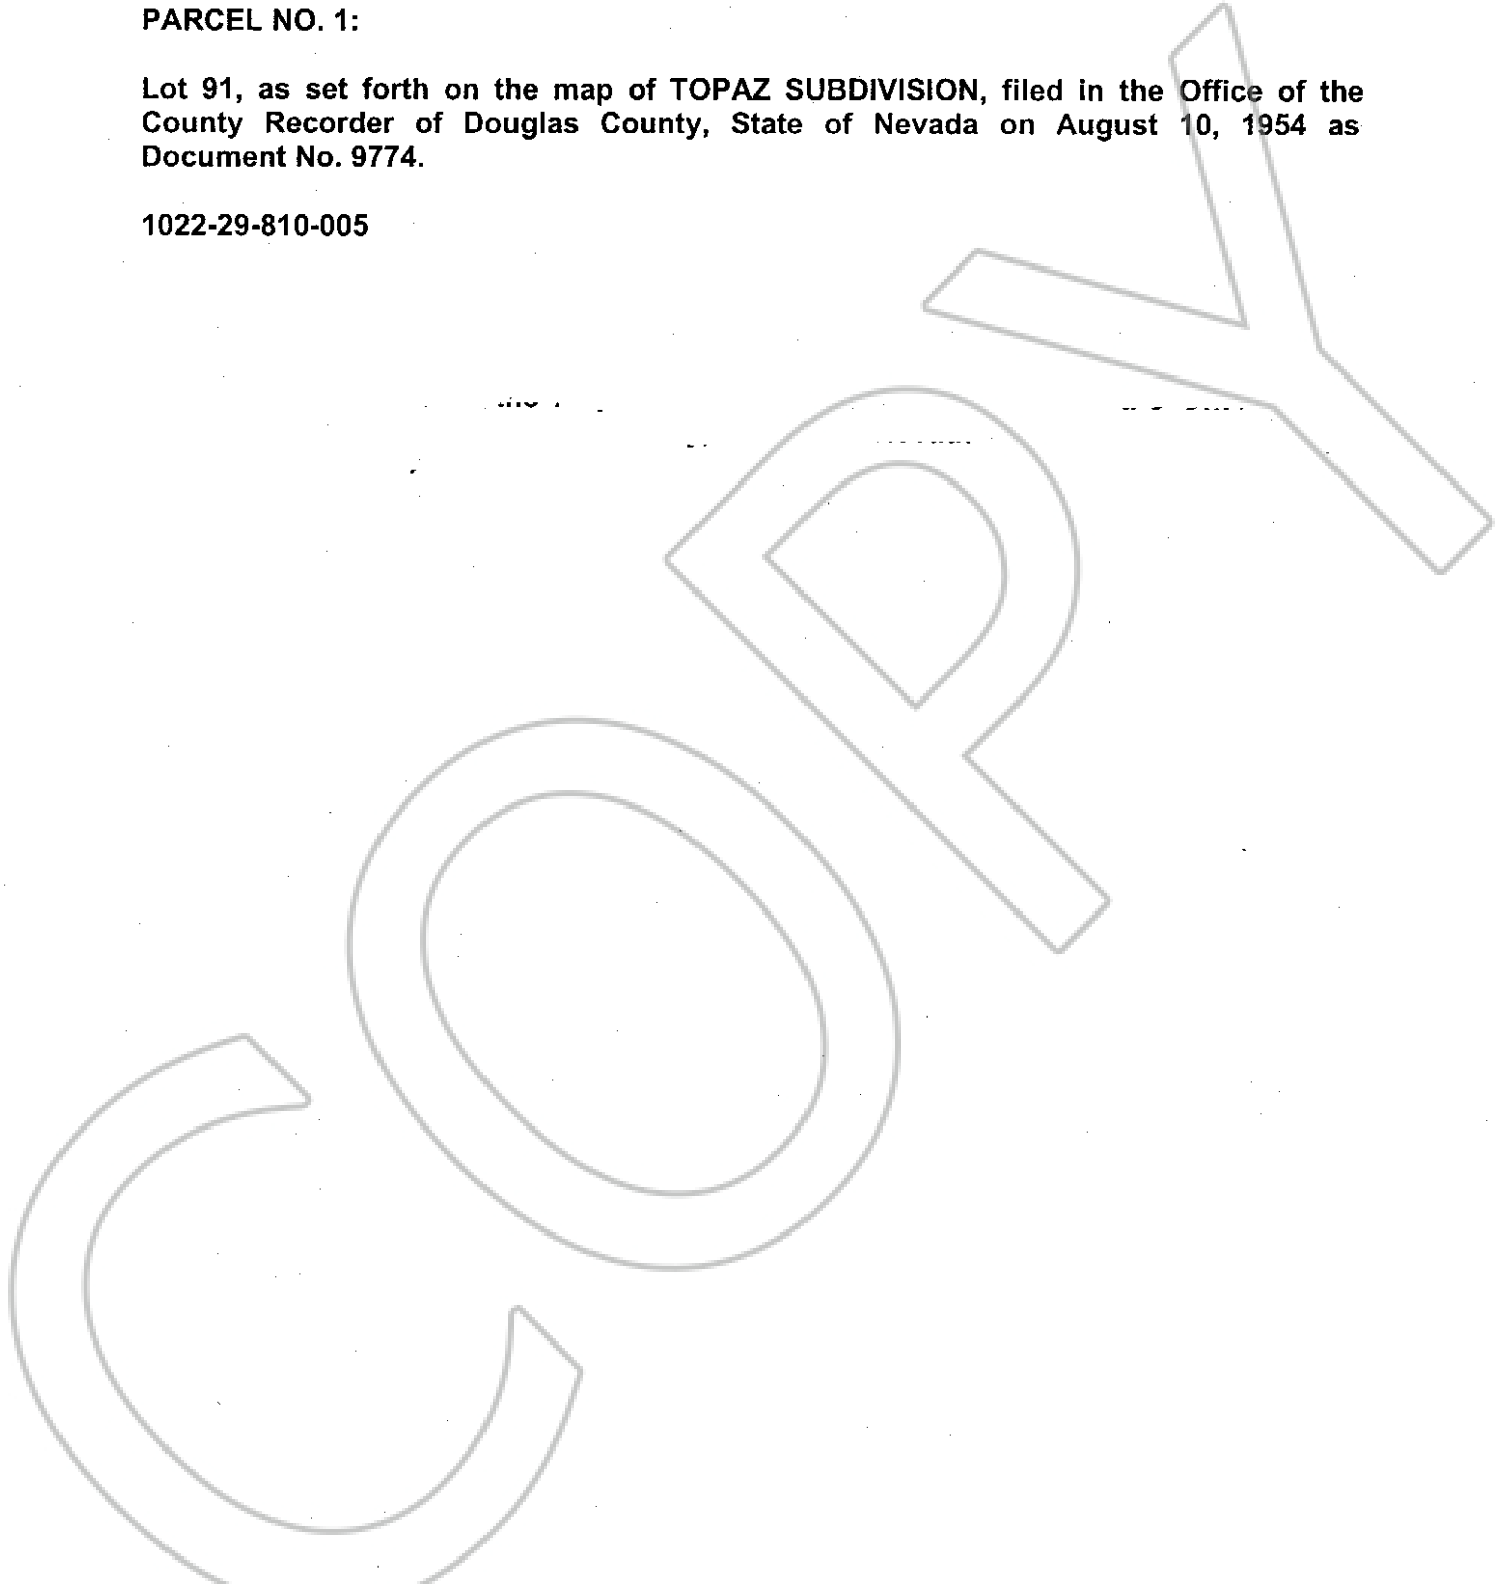 PARCEL NO. 1:
Lot 91, as set forth on the map of TOPAZ SUBDIVISION, filed in the Office of the
County Recorder of Douglas County, State of Nevada on August 10, 1954 as
Document No. 9774.
1022-29-810-005
COPY